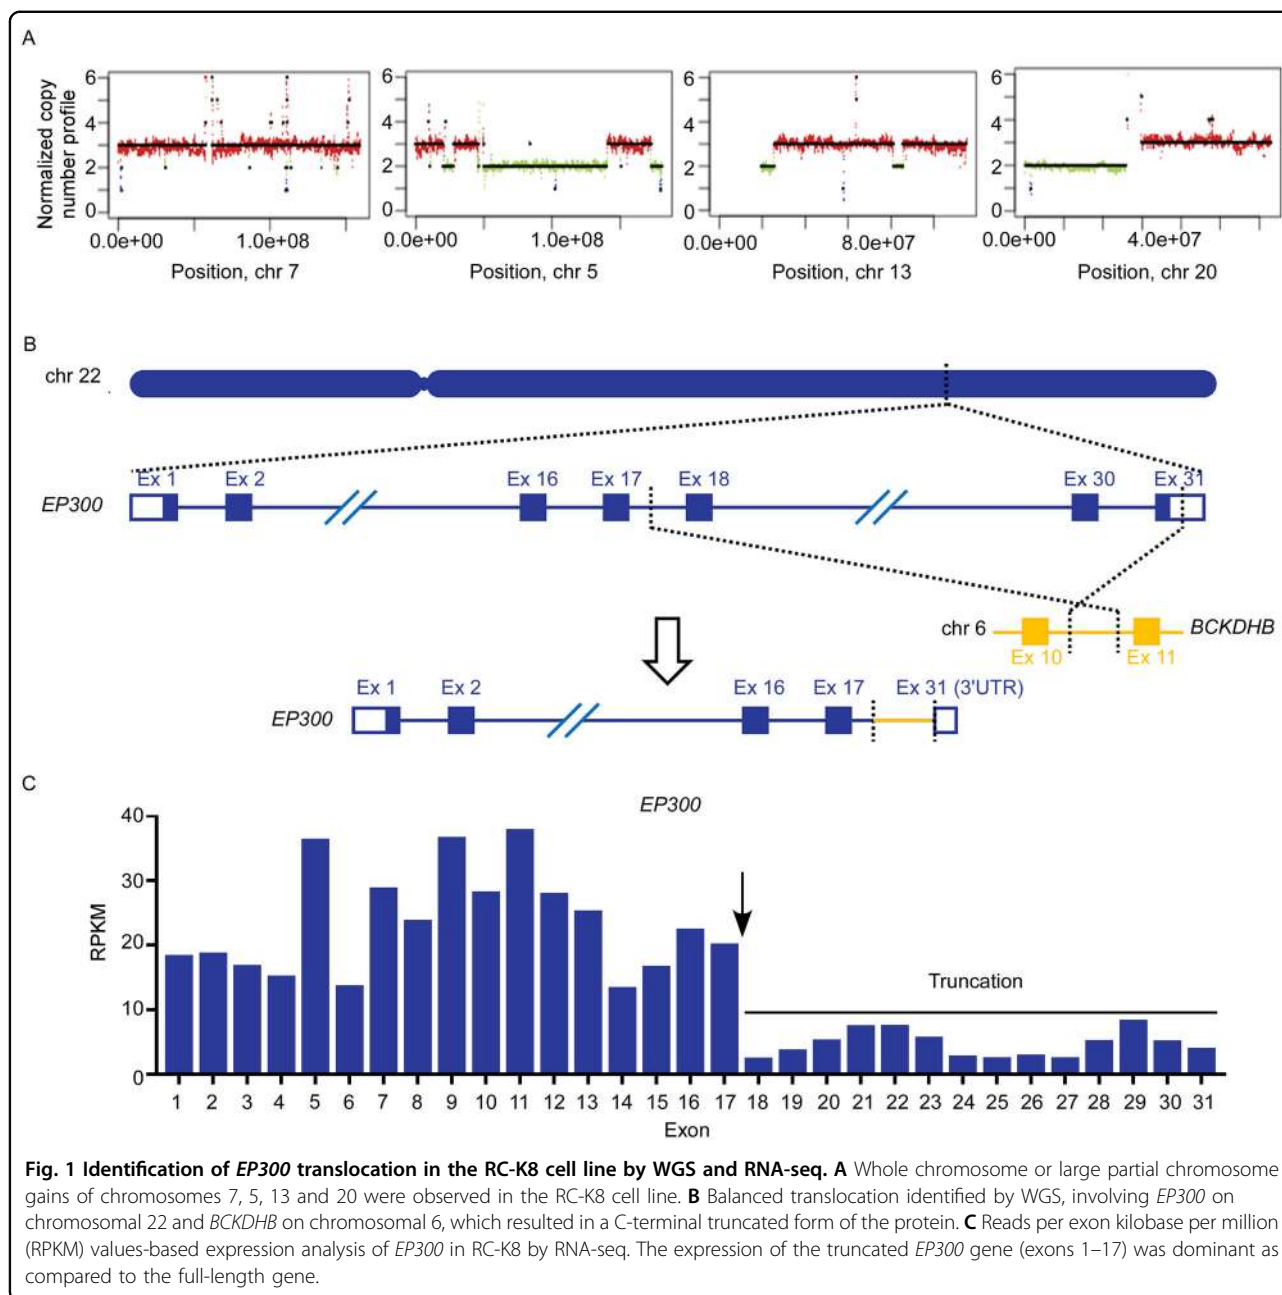 A
Normalized copy
number profile
6
4
2
0
0.0e+00 1.0e+08
Position, chr 7
6
4
2
0
0.0e+00 1.0e+08
Position, chr 5
6
4
2
0
0.0e+00 8.0e+07
Position, chr 13
6
4
2
0
0.0e+00 4.0e+07
Position, chr 20
B
chr 22
Ex 1 Ex 2 Ex 16 Ex 17 Ex 18 Ex 30 Ex 31
EP300
chr 6 BCKDHB
Ex 10 Ex 11
Ex 1 Ex 2 Ex 16 Ex 17 Ex 31 (3'UTR)
EP300
C
EP300
RPKM
40
30
20
10
0
Truncation
1 2 3 4 5 6 7 8 9 10 11 12 13 14 15 16 17 18 19 20 21 22 23 24 25 26 27 28 29 30 31
Exon
Fig. 1 Identification of EP300 translocation in the RC-K8 cell line by WGS and RNA-seq. A Whole chromosome or large partial chromosome
gains of chromosomes 7, 5, 13 and 20 were observed in the RC-K8 cell line. B Balanced translocation identified by WGS, involving EP300 on
chromosomal 22 and BCKDHB on chromosomal 6, which resulted in a C-terminal truncated form of the protein. C Reads per exon kilobase per million
(RPKM) values-based expression analysis of EP300 in RC-K8 by RNA-seq. The expression of the truncated EP300 gene (exons 1–17) was dominant as
compared to the full-length gene.